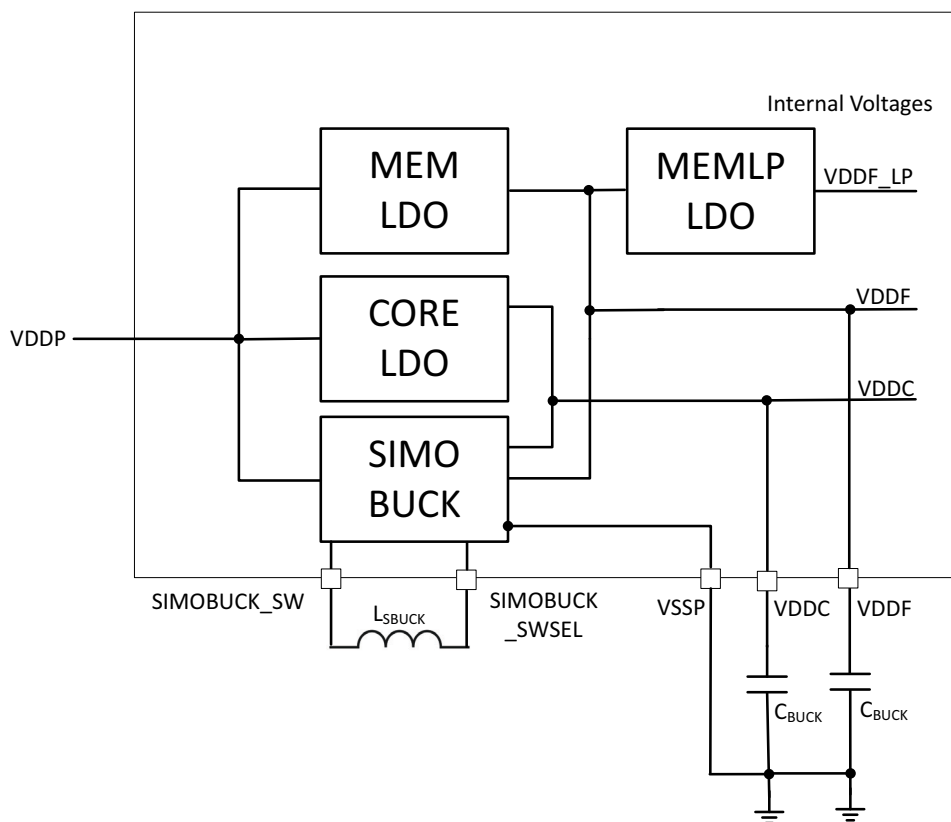 Internal Voltages
MEM
LDO
MEMLP
LDO
VDDF_LP
CORE
LDO
VDDF
VDDP
VDDC
SIMO
BUCK
SIMOBUCK_SW
SIMOBUCK
_SWSEL
VSSP
VDDC
VDDF
LSBUCK
CBUCK
CBUCK